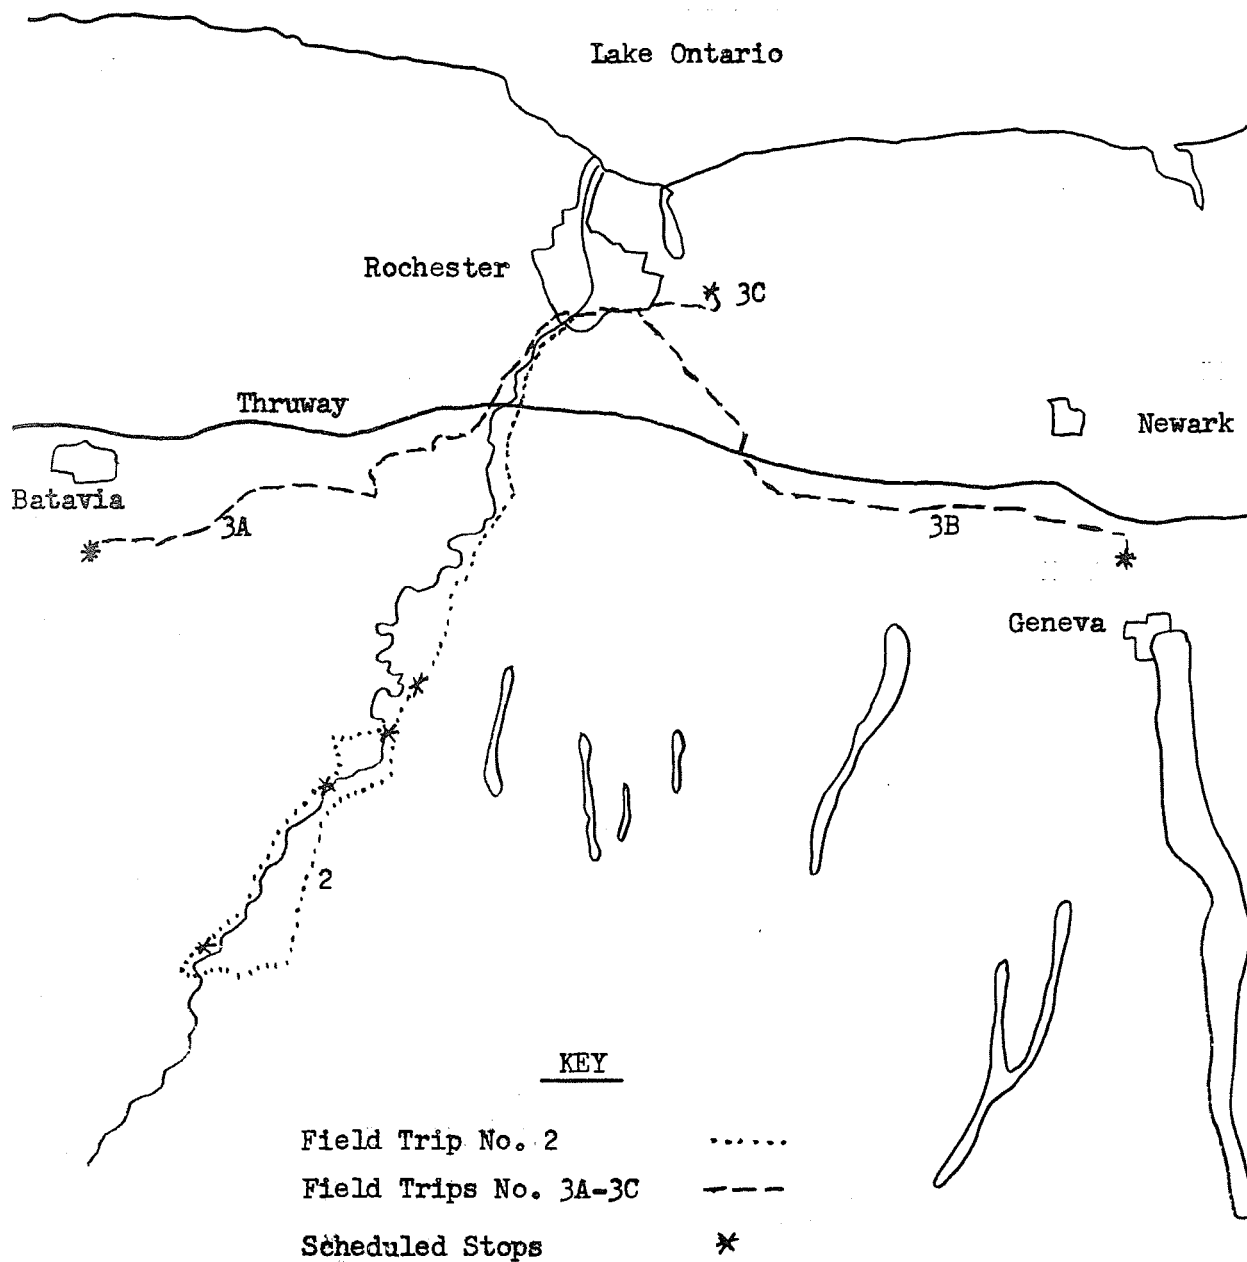 Lake Ontario
Rochester
3C
Thruway
Newark
Batavia
3A
3B
Geneva
2
KEY
Field Trip No. 2
Field Trips No. 3A-3C
Scheduled Stops